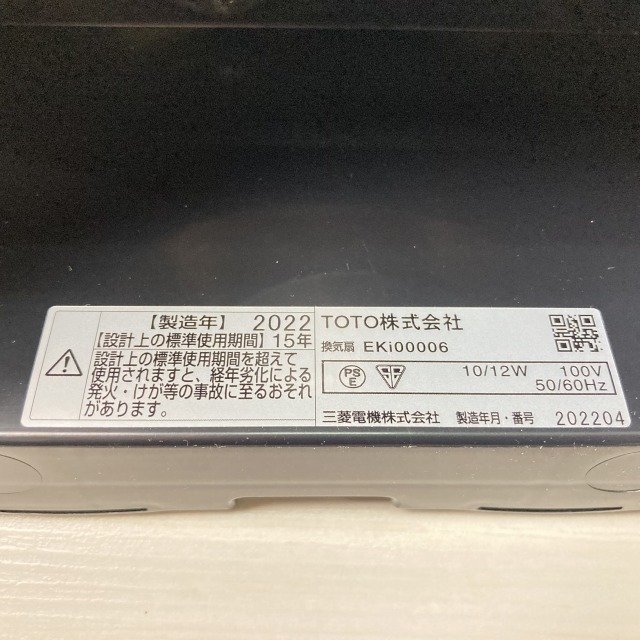 【製造年】 2022
【設計上の標準使用期間】15年
設計上の標準使用期間を超えて
使用されますと、経年劣化による
発火・けが等の事故に至るおそれ
があります。
TOTO株式会社
換気扇 EKi00006
PS
E
10/12W 100V
50/60Hz
三菱電機株式会社 製造年月・番号 202204